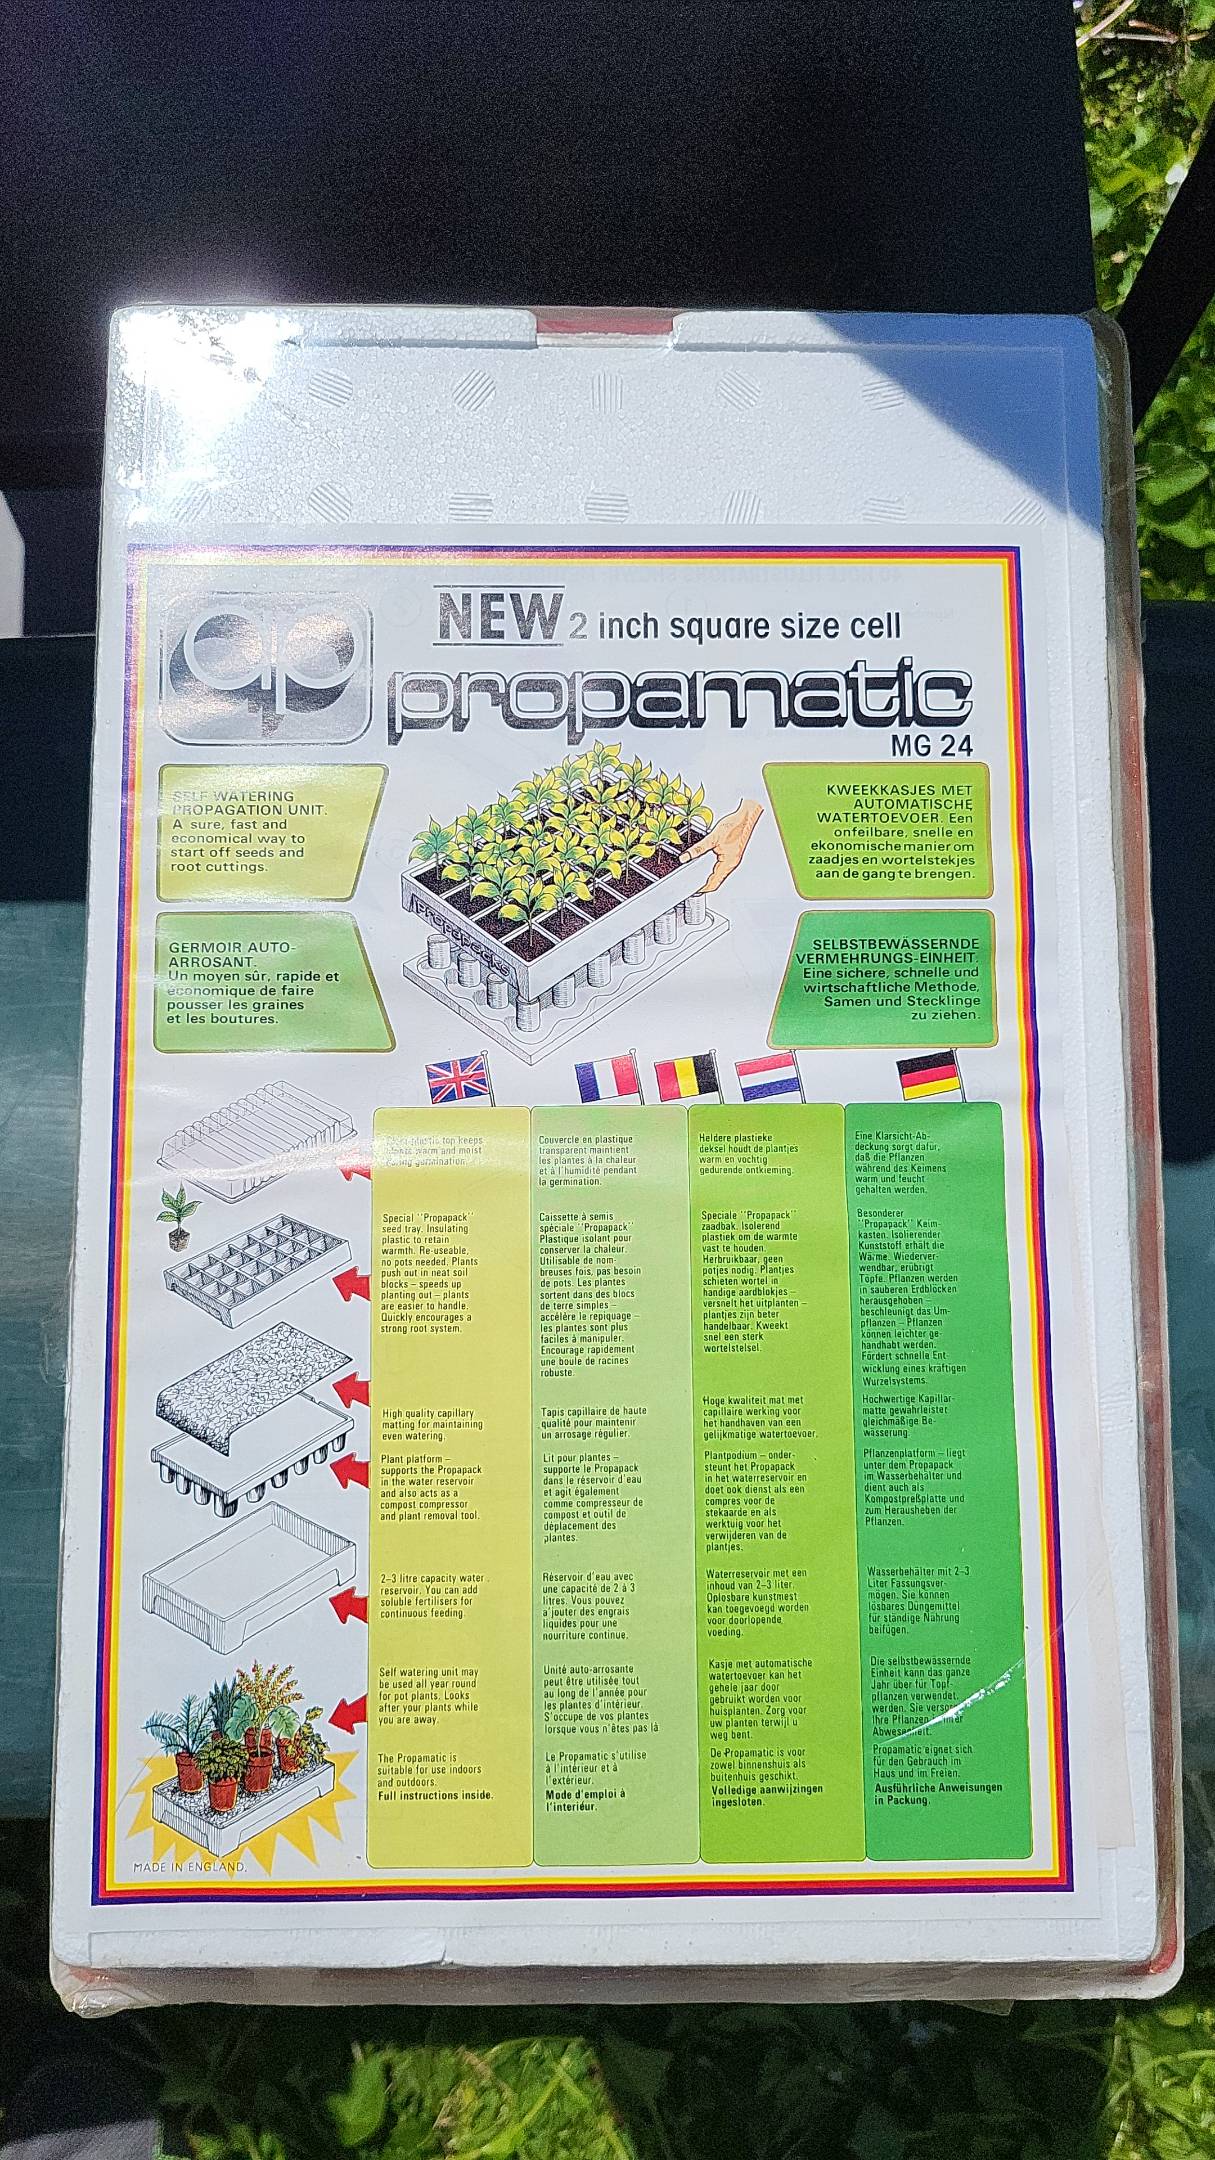 NEW 2 inch square size cell
propamatic
MG 24
SELF WATERING
PROPAGATION UNIT.
A sure, fast and
economical way to
start off seeds and
root cuttings.
KWEEKKASJES MET
AUTOMATISCHE
WATERTOEVOER. Een
onfeilbare, snelle en
ekonomische manier om
zaadjes en wortelstekjes
aan de gang te brengen.
GERMOIR AUTO-
ARROSANT.
Un moyen sûr, rapide et
économique de faire
pousser les graines
et les boutures.
SELBSTBEWÄSSERNDE
VERMEHRUNGS-EINHEIT.
Eine sichere, schnelle und
wirtschaftliche Methode,
Samen und Stecklinge
zu ziehen.
propapacks
plastic top keeps
warm and moist
during germination.
Special "Propapack"
seed tray. Insulating
plastic to retain
warmth. Re-useable,
no pots needed. Plants
push out in neat soil
blocks – speeds up
planting out – plants
are easier to handle.
Quickly encourages a
strong root system.
High quality capillary
matting for maintaining
even watering.
Plant platform –
supports the Propapack
in the water reservoir
and also acts as a
compost compressor
and plant removal tool.
2–3 litre capacity water
reservoir. You can add
soluble fertilisers for
continuous feeding.
Self watering unit may
be used all year round
for pot plants. Looks
after your plants while
you are away.
The Propamatic is
suitable for use indoors
and outdoors.
Full instructions inside.
Couvercle en plastique
transparent maintient
les plantes à la chaleur
et à l'humidité pendant
la germination.
Caissette à semis
spéciale "Propapack"
Plastique isolant pour
conserver la chaleur.
Utilisable de nom-
breuses fois, pas besoin
de pots. Les plantes
sortent dans des blocs
de terre simples –
accélère le repiquage –
les plantes sont plus
faciles à manipuler.
Encourage rapidement
une boule de racines
robuste.
Tapis capillaire de haute
qualité pour maintenir
un arrosage régulier.
Lit pour plantes –
supporte le Propapack
dans le réservoir d'eau
et agit également
comme compresseur de
compost et outil de
déplacement des
plantes.
Réservoir d'eau avec
une capacité de 2 à 3
litres. Vous pouvez
a'jouter des engrais
liquides pour une
nourriture continue.
Unité auto-arrosante
peut être utilisée tout
au long de l'année pour
les plantes d'intérieur.
S'occupe de vos plantes
lorsque vous n'êtes pas là
Le Propamatic s'utilise
à l'intérieur et à
l'extérieur.
Mode d'emploi à
l'interiéur.
Heldere plastieke
deksel houdt de plantjes
warm en vochtig
gedurende ontkieming.
Speciale "Propapack"
zaadbak. Isolerend
plastiek om de warmte
vast te houden.
Herbruikbaar, geen
potjes nodig. Plantjes
schieten wortel in
handige aardblokjes –
versnelt het uitplanten –
plantjes zijn beter
handelbaar. Kweekt
snel een sterk
wortelstelsel.
Hoge kwaliteit mat met
capillaire werking voor
het handhaven van een
gelijkmatige watertoevoer.
Plantpodium – onder-
steunt het Propapack
in het waterreservoir en
doet ook dienst als een
compres voor de
stekaarde en als
werktuig voor het
verwijderen van de
plantjes.
Waterreservoir met een
inhoud van 2–3 liter.
Oplosbare kunstmest
kan toegevoegd worden
voor doorlopende
voeding.
Kasje met automatische
watertoevoer kan het
gehele jaar door
gebruikt worden voor
huisplanten. Zorg voor
uw planten terwijl u
weg bent.
De Propamatic is voor
zowel binnenshuis als
buitenhuis geschikt.
Volledige aanwijzingen
ingesloten.
Eine Klarsicht-Ab-
deckung sorgt dafür,
daß die Pflanzen
während des Keimens
warm und feucht
gehalten werden.
Besonderer
"Propapack" Keim-
kasten. Isolierender
Kunststoff erhält die
Wärme. Wiederver-
wendbar, erübrigt
Töpfe. Pflanzen werden
in sauberen Erdblöcken
herausgehoben –
beschleunigt das Um-
pflanzen – Pflanzen
können leichter ge-
handhabt werden.
Fördert schnelle Ent-
wicklung eines kräftigen
Wurzelsystems.
Hochwertige Kapillar-
matte gewährleistet
gleichmäßige Be-
wässerung.
Pflanzenplatform – liegt
unter dem Propapack
im Wasserbehälter und
dient auch als
Kompostpreßplatte und
zum Herausheben der
Pflanzen.
Wasserbehälter mit 2–3
Liter Fassungsver-
mögen. Sie können
lösbares Düngemittel
für ständige Nahrung
beifügen.
Die selbstbewässernde
Einheit kann das ganze
Jahr über für Topf-
pflanzen verwendet
werden. Sie
Ihre Pflanzen
Abwesenheit.
Propamatic eignet sich
für den Gebrauch im
Haus und im Freien.
Ausführliche Anweisungen
in Packung.
MADE IN ENGLAND.